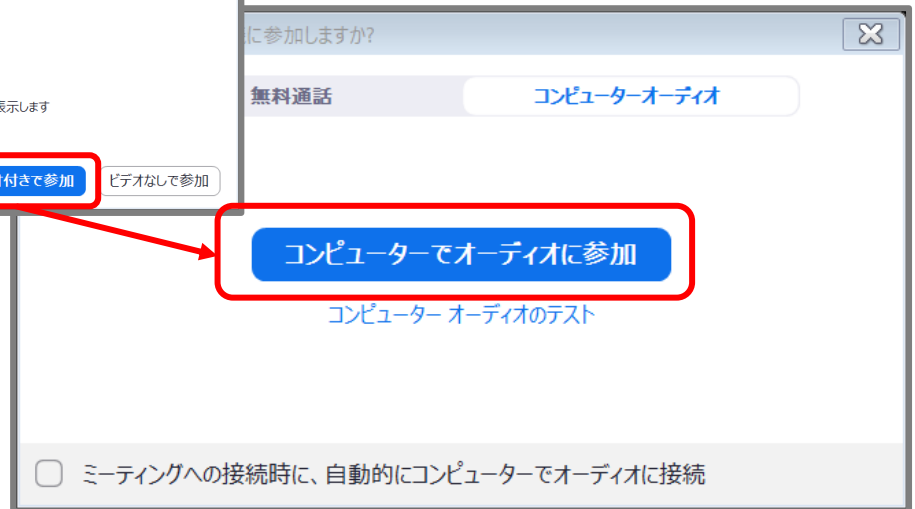 に参加しますか?
無料通話
コンピューターオーディオ
表示します
付きで参加
ビデオなしで参加
コンピューターでオーディオに参加
コンピューター オーディオのテスト
ミーティングへの接続時に、自動的にコンピューターでオーディオに接続